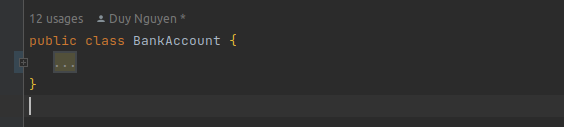 12 usages Duy Nguyen *
public class BankAccount {
...
}